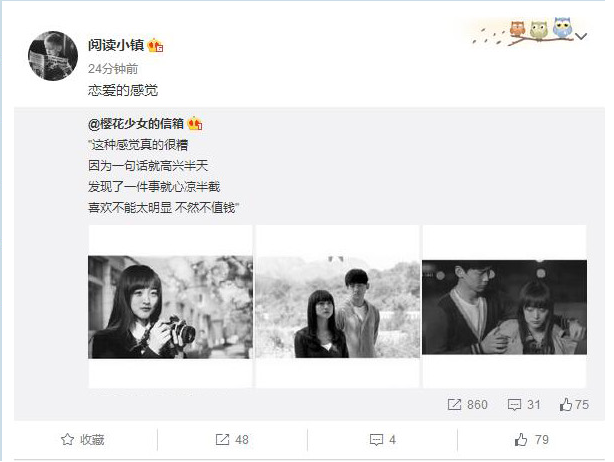 阅读小镇
24分钟前
恋爱的感觉
@樱花少女的信箱
"这种感觉真的很糟
因为一句话就高兴半天
发现了一件事就心凉半截
喜欢不能太明显 不然不值钱"
860 31 75
收藏 48 4 79